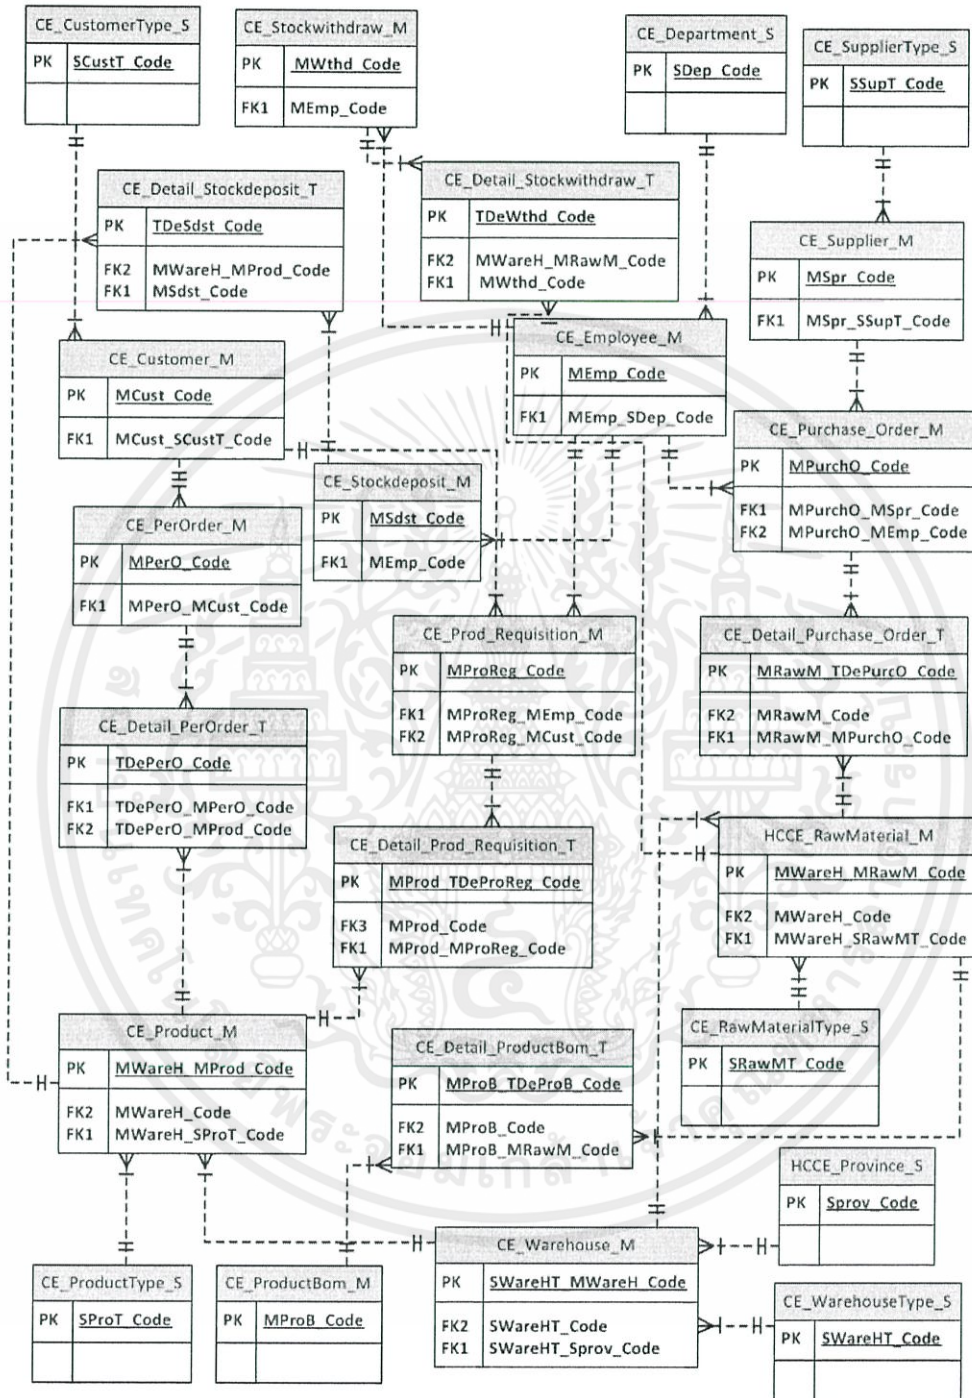 CE_CustomerType_S
PK SCustT_Code
CE_Stockwithdraw_M
PK MWthd_Code
FK1 MEmp_Code
CE_Department_S
PK SDep_Code
CE_SupplierType_S
PK SSupT_Code
CE_Detail_Stockdeposit_T
PK TDeSdst_Code
FK2 MWareH_MProd_Code
FK1 MSdst_Code
CE_Detail_Stockwithdraw_T
PK TDeWthd_Code
FK2 MWareH_MRawM_Code
FK1 MWthd_Code
CE_Supplier_M
PK MSpr_Code
FK1 MSpr_SSupT_Code
CE_Customer_M
PK MCust_Code
FK1 MCust_SCustT_Code
CE_Employee_M
PK MEmp_Code
FK1 MEmp_SDep_Code
CE_Purchase_Order_M
PK MPurchO_Code
FK1 MPurchO_MSpr_Code
FK2 MPurchO_MEmp_Code
CE_Stockdeposit_M
PK MSdst_Code
FK1 MEmp_Code
CE_PerOrder_M
PK MPerO_Code
FK1 MPerO_MCust_Code
CE_Prod_Requisition_M
PK MProReg_Code
FK1 MProReg_MEmp_Code
FK2 MProReg_MCust_Code
CE_Detail_Purchase_Order_T
PK MRawM_TDePurcO_Code
FK2 MRawM_Code
FK1 MRawM_MPurchO_Code
CE_Detail_PerOrder_T
PK TDePerO_Code
FK1 TDePerO_MPerO_Code
FK2 TDePerO_MProd_Code
CE_Detail_Prod_Requisition_T
PK MProd_TDeProReg_Code
FK3 MProd_Code
FK1 MProd_MProReg_Code
HCCE_RawMaterial_M
PK MWareH_MRawM_Code
FK2 MWareH_Code
FK1 MWareH_SRawMT_Code
CE_Product_M
PK MWareH_MProd_Code
FK2 MWareH_Code
FK1 MWareH_SProT_Code
CE_Detail_ProductBom_T
PK MProB_TDeProB_Code
FK2 MProB_Code
FK1 MProB_MRawM_Code
CE_RawMaterialType_S
PK SRawMT_Code
HCCE_Province_S
PK Sprov_Code
CE_ProductType_S
PK SProT_Code
CE_ProductBom_M
PK MProB_Code
CE_Warehouse_M
PK SWareHT_MWareH_Code
FK2 SWareHT_Code
FK1 SWareHT_Sprov_Code
CE_WarehouseType_S
PK SWareHT_Code